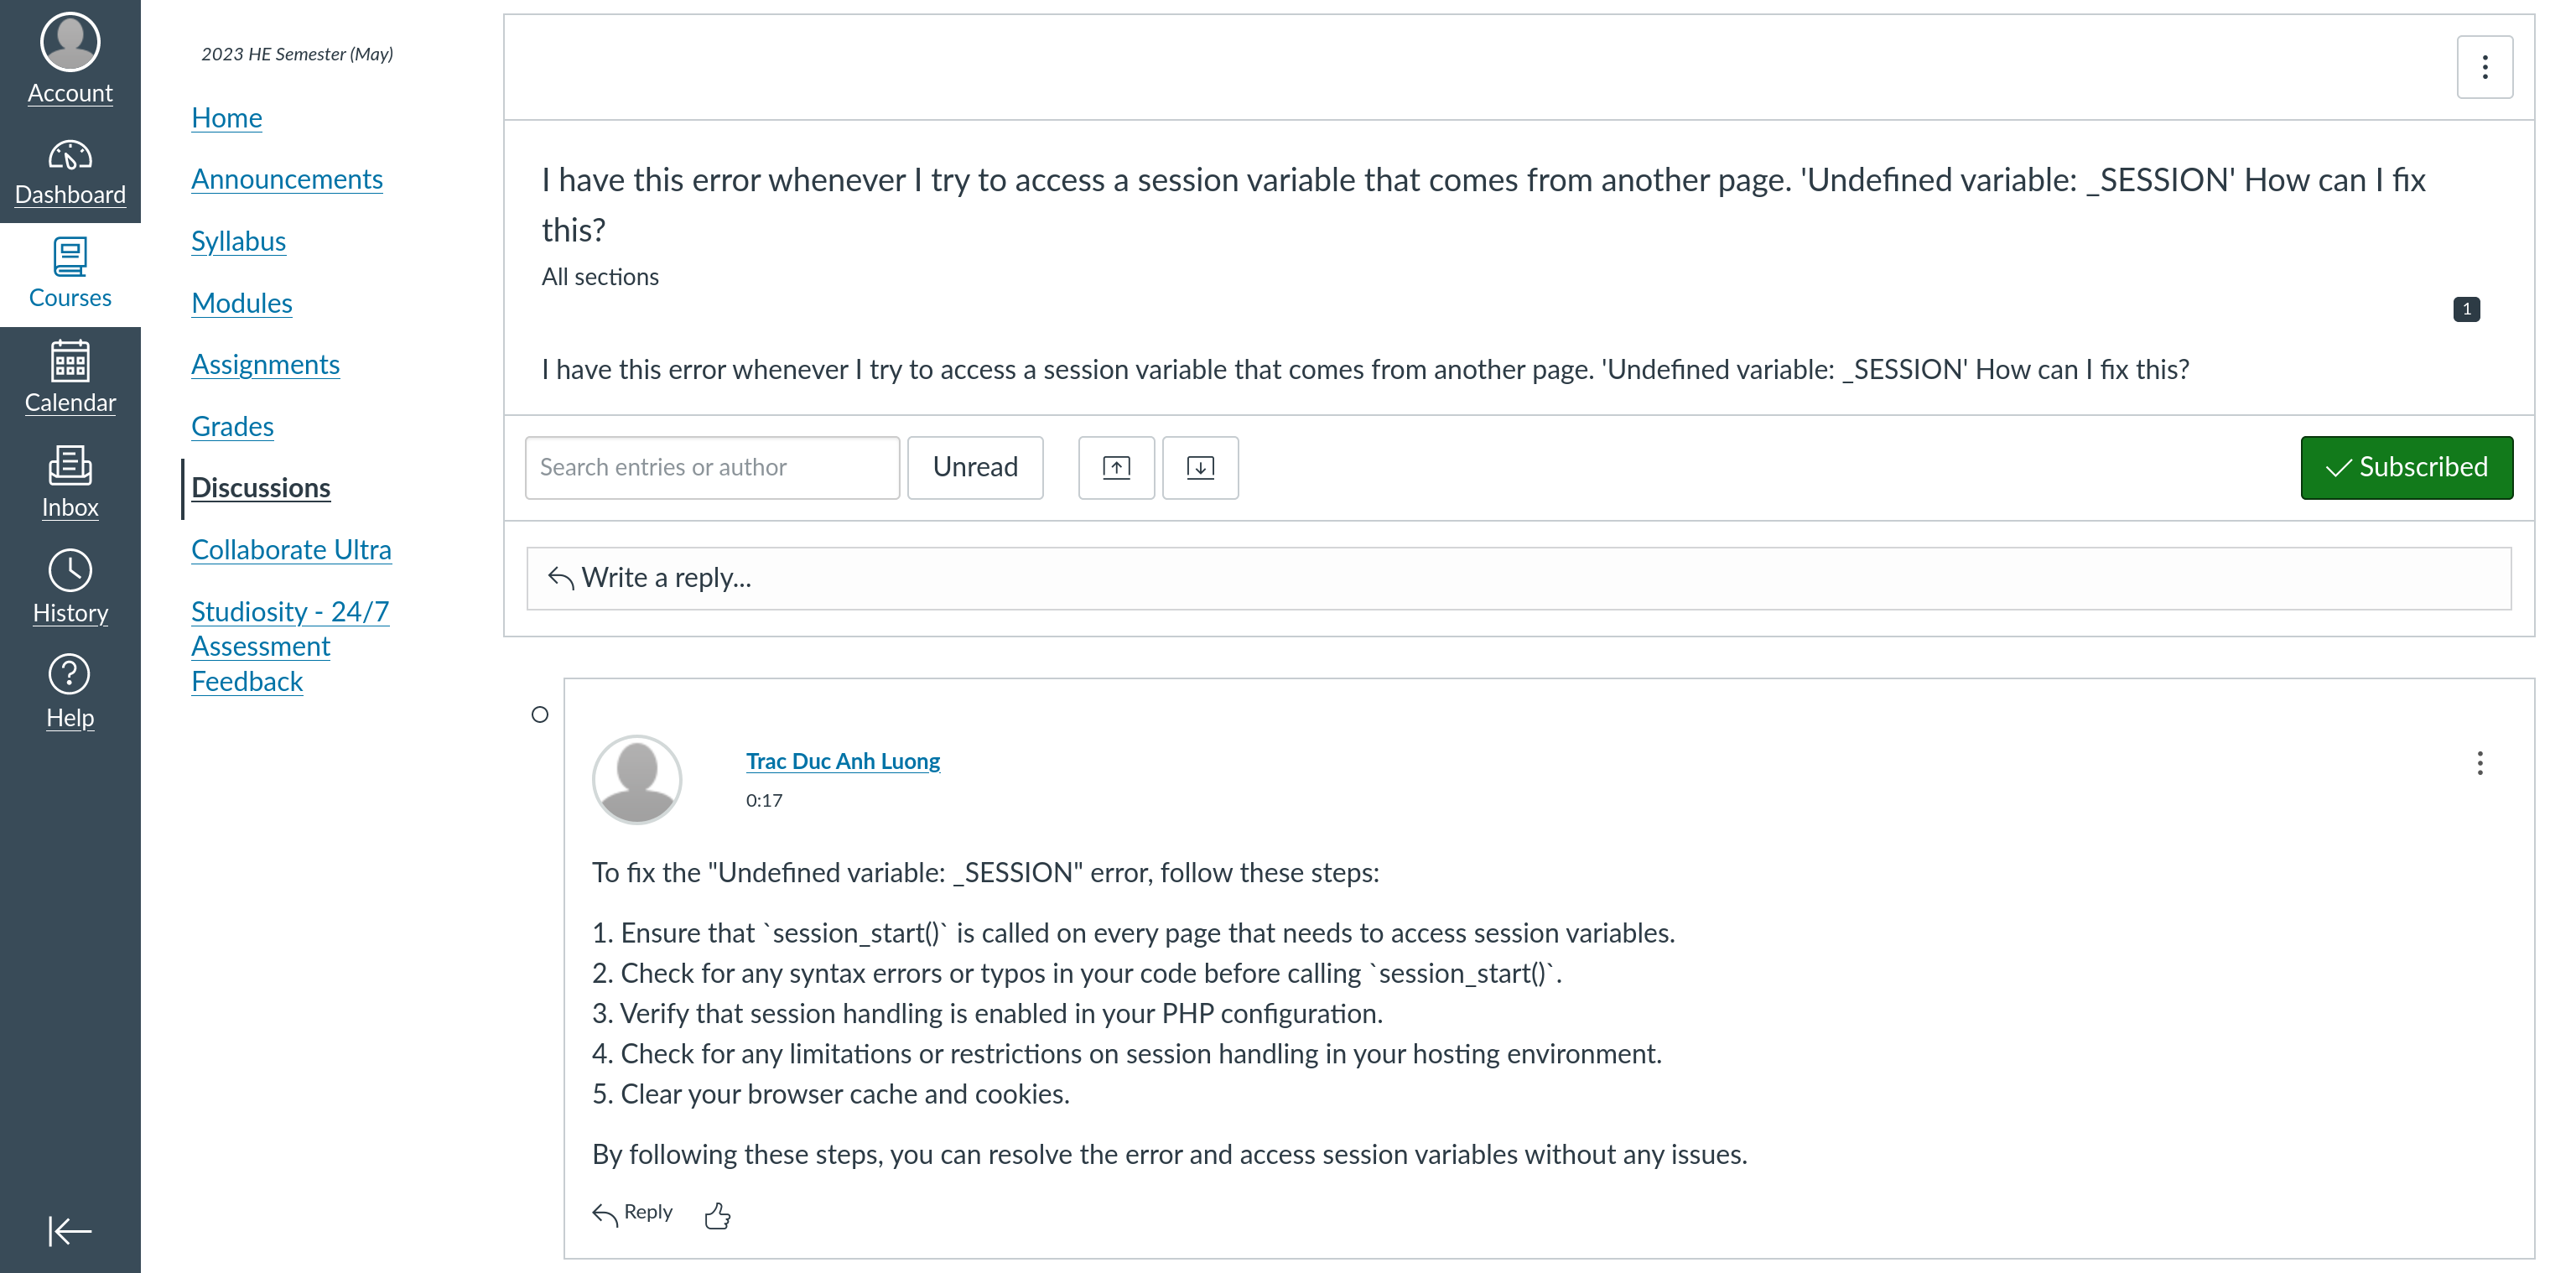 Account
Dashboard
Courses
Calendar
Inbox
History
Help
2023 HE Semester (May)
Home
Announcements
Syllabus
Modules
Assignments
Grades
Discussions
Collaborate Ultra
Studiosity - 24/7
Assessment
Feedback
I have this error whenever I try to access a session variable that comes from another page. 'Undefined variable: _SESSION' How can I fix
this?
All sections
1
I have this error whenever I try to access a session variable that comes from another page. 'Undefined variable: _SESSION' How can I fix this?
Search entries or author
Unread
Subscribed
Write a reply...
Trac Duc Anh Luong
0:17
To fix the "Undefined variable: _SESSION" error, follow these steps:
1. Ensure that `session_start()` is called on every page that needs to access session variables.
2. Check for any syntax errors or typos in your code before calling `session_start()`.
3. Verify that session handling is enabled in your PHP configuration.
4. Check for any limitations or restrictions on session handling in your hosting environment.
5. Clear your browser cache and cookies.
By following these steps, you can resolve the error and access session variables without any issues.
Reply